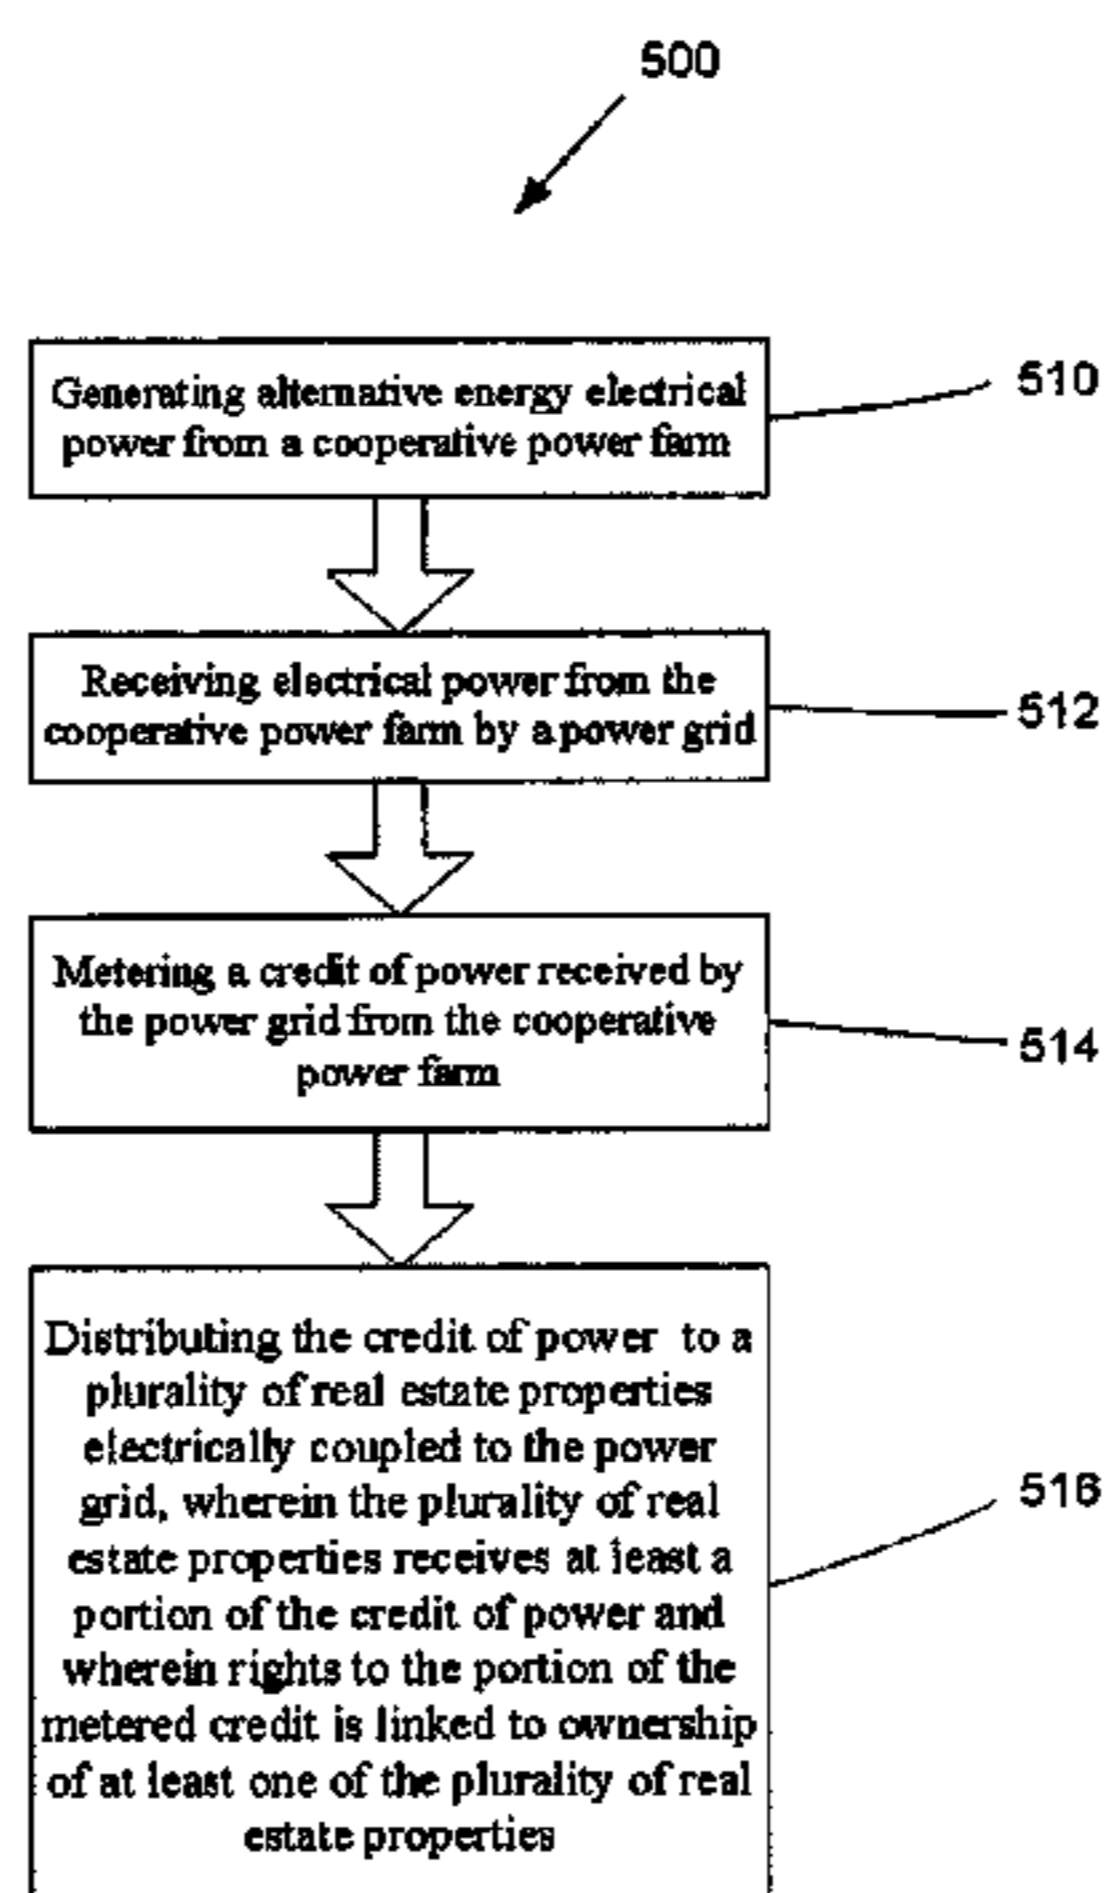 500
Generating alternative energy electrical
power from a cooperative power farm
510
Receiving electrical power from the
cooperative power farm by a power grid
512
Metering a credit of power received by
the power grid from the cooperative
power farm
514
Distributing the credit of power to a
plurality of real estate properties
electrically coupled to the power
grid, wherein the plurality of real
estate properties receives at least a
portion of the credit of power and
wherein rights to the portion of the
metered credit is linked to ownership
of at least one of the plurality of real
estate properties
516